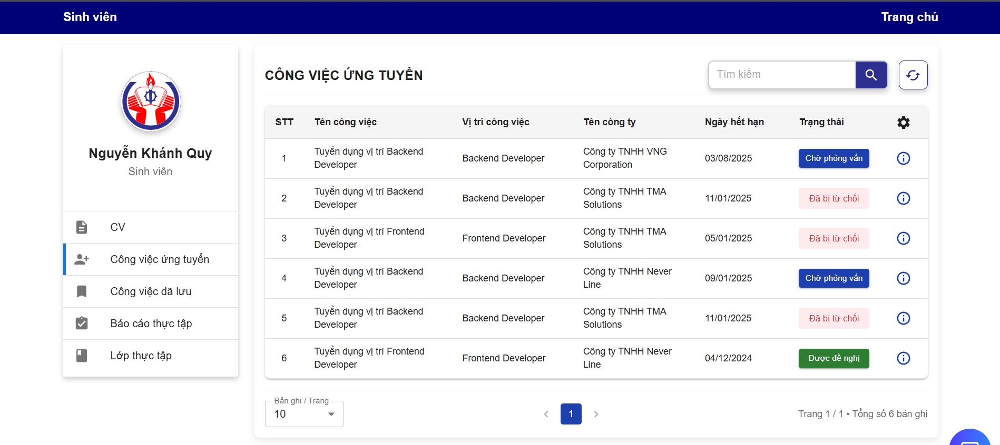 Sinh viên
Trang chủ
Nguyễn Khánh Quy
Sinh viên
CV
Công việc ứng tuyển
Công việc đã lưu
Báo cáo thực tập
Lớp thực tập
CÔNG VIỆC ỨNG TUYỂN
Tìm kiếm
STT Tên công việc Vị trí công việc Tên công ty Ngày hết hạn Trạng thái
1 Tuyển dụng vị trí Backend Developer Backend Developer Công ty TNHH VNG Corporation 03/08/2025 Chờ phỏng vấn
2 Tuyển dụng vị trí Backend Developer Backend Developer Công ty TNHH TMA Solutions 11/01/2025 Đã bị từ chối
3 Tuyển dụng vị trí Frontend Developer Frontend Developer Công ty TNHH TMA Solutions 05/01/2025 Đã bị từ chối
4 Tuyển dụng vị trí Backend Developer Backend Developer Công ty TNHH Never Line 09/01/2025 Chờ phỏng vấn
5 Tuyển dụng vị trí Backend Developer Backend Developer Công ty TNHH TMA Solutions 11/01/2025 Đã bị từ chối
6 Tuyển dụng vị trí Frontend Developer Frontend Developer Công ty TNHH Never Line 04/12/2024 Được đề nghị
Bản ghi / Trang
10
1
Trang 1 / 1 • Tổng số 6 bản ghi